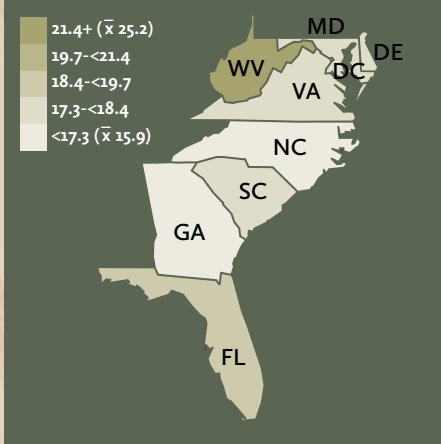 21.4+ (x̅ 25.2)
19.7-<21.4
18.4-<19.7
17.3-<18.4
<17.3 (x̅ 15.9)
MD
DE
WV
DC
VA
NC
SC
GA
FL